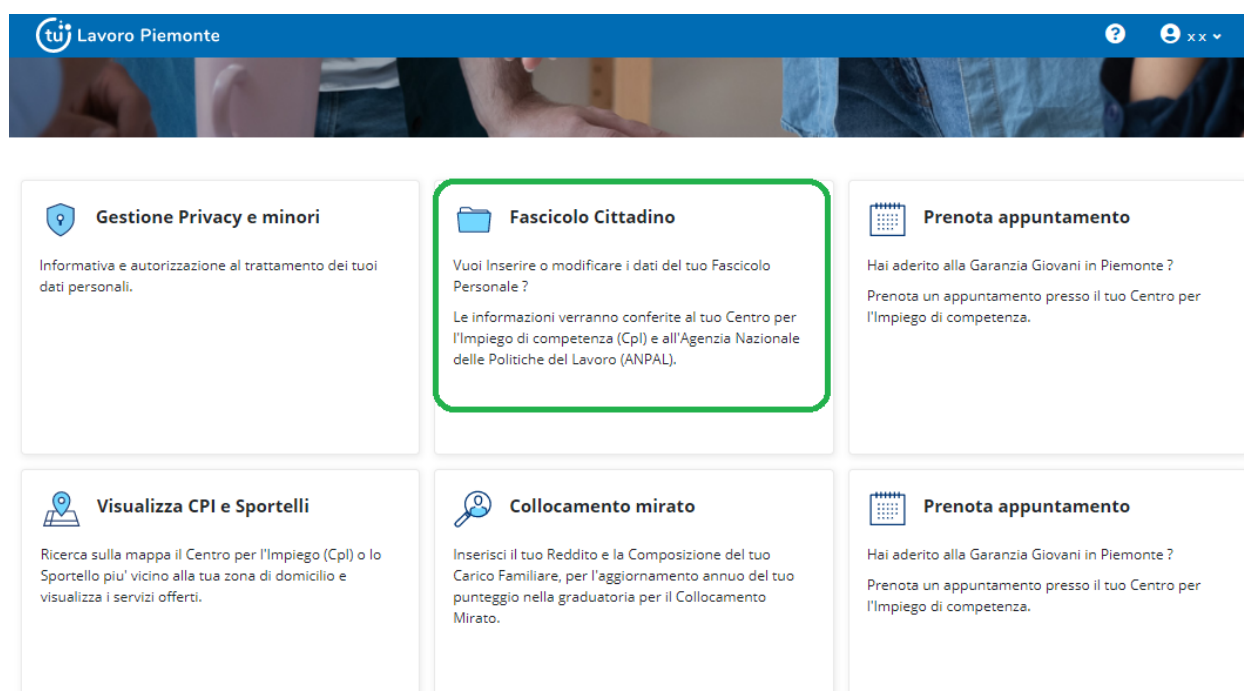 tu Lavoro Piemonte
? x x
Gestione Privacy e minori
Informativa e autorizzazione al trattamento dei tuoi
dati personali.
Fascicolo Cittadino
Vuoi Inserire o modificare i dati del tuo Fascicolo
Personale ?
Le informazioni verranno conferite al tuo Centro per
l'Impiego di competenza (CpI) e all'Agenzia Nazionale
delle Politiche del Lavoro (ANPAL).
Prenota appuntamento
Hai aderito alla Garanzia Giovani in Piemonte ?
Prenota un appuntamento presso il tuo Centro per
l'Impiego di competenza.
Visualizza CPI e Sportelli
Ricerca sulla mappa il Centro per l'Impiego (CpI) o lo
Sportello piu' vicino alla tua zona di domicilio e
visualizza i servizi offerti.
Collocamento mirato
Inserisci il tuo Reddito e la Composizione del tuo
Carico Familiare, per l'aggiornamento annuo del tuo
punteggio nella graduatoria per il Collocamento
Mirato.
Prenota appuntamento
Hai aderito alla Garanzia Giovani in Piemonte ?
Prenota un appuntamento presso il tuo Centro per
l'Impiego di competenza.